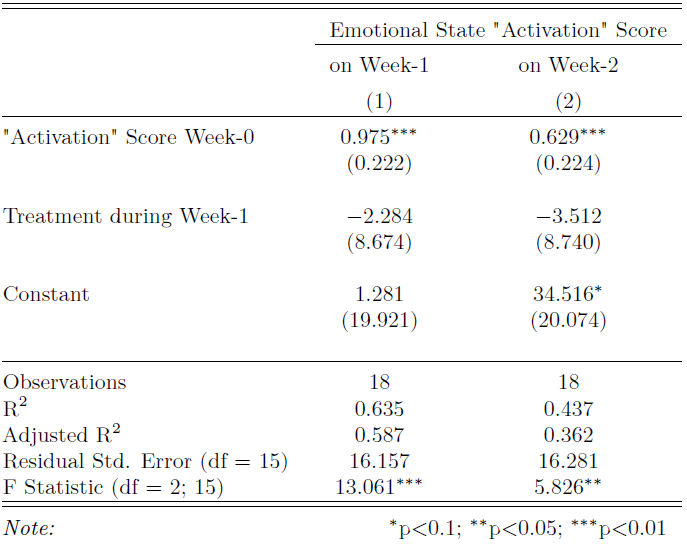 Emotional State "Activation" Score
on Week-1 on Week-2
(1) (2)
"Activation" Score Week-0 0.975*** 0.629***
(0.222) (0.224)
Treatment during Week-1 −2.284 −3.512
(8.674) (8.740)
Constant 1.281 34.516*
(19.921) (20.074)
Observations 18 18
R² 0.635 0.437
Adjusted R² 0.587 0.362
Residual Std. Error (df = 15) 16.157 16.281
F Statistic (df = 2; 15) 13.061*** 5.826**
Note: *p<0.1; **p<0.05; ***p<0.01